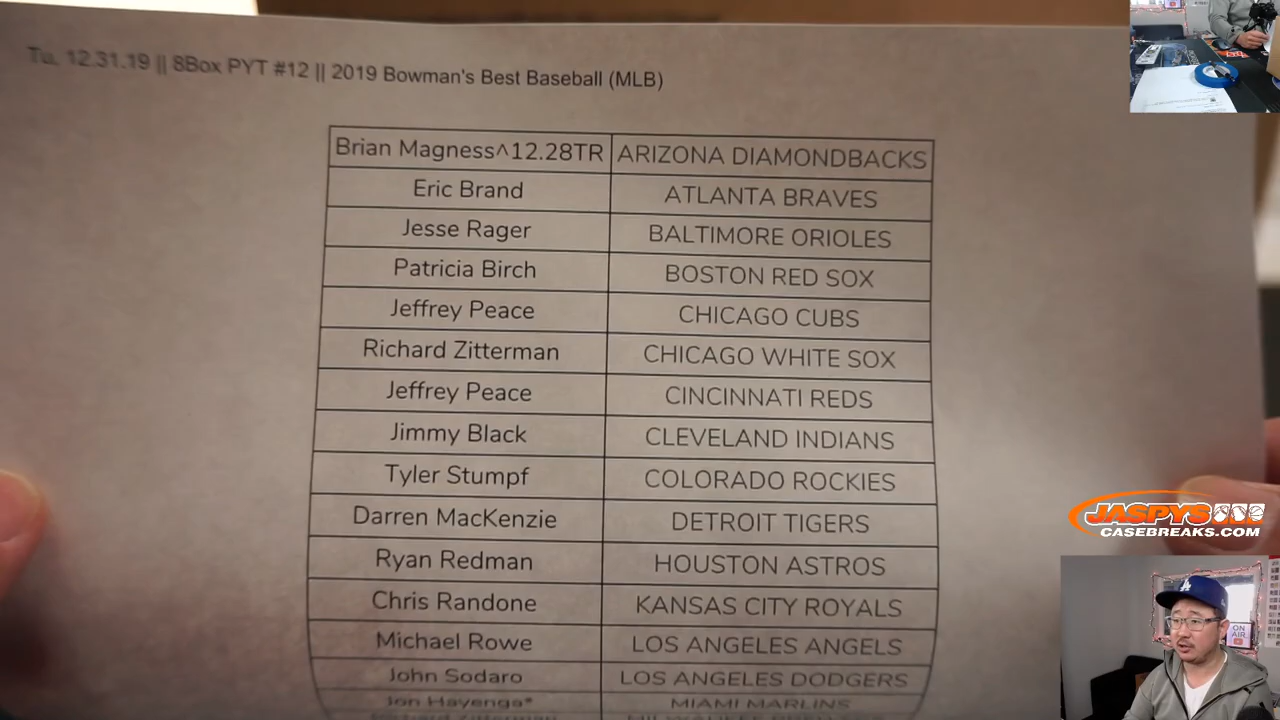 Tu, 12.31.19 || 8Box PYT #12 || 2019 Bowman's Best Baseball (MLB)
Brian Magness^12.28TR ARIZONA DIAMONDBACKS
Eric Brand ATLANTA BRAVES
Jesse Rager BALTIMORE ORIOLES
Patricia Birch BOSTON RED SOX
Jeffrey Peace CHICAGO CUBS
Richard Zitterman CHICAGO WHITE SOX
Jeffrey Peace CINCINNATI REDS
Jimmy Black CLEVELAND INDIANS
Tyler Stumpf COLORADO ROCKIES
Darren MacKenzie DETROIT TIGERS
Ryan Redman HOUSTON ASTROS
Chris Randone KANSAS CITY ROYALS
Michael Rowe LOS ANGELES ANGELS
John Sodaro LOS ANGELES DODGERS
Jon Hayenga* MIAMI MARLINS
JASPYS
CASEBREAKS.COM
ON
AIR